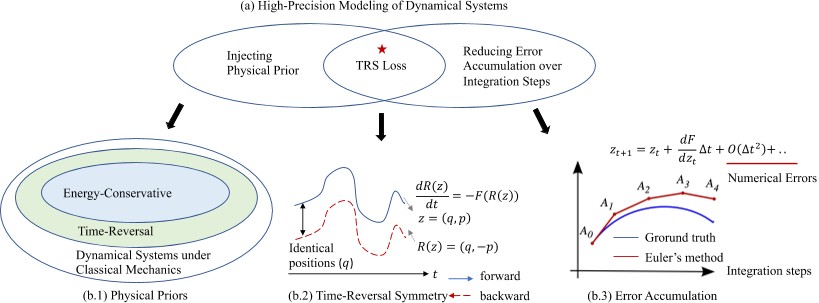 (a) High-Precision Modeling of Dynamical Systems
Injecting
Physical Prior
TRS Loss
Reducing Error
Accumulation over
Integration Steps
Energy-Conservative
Time-Reversal
Dynamical Systems under
Classical Mechanics
(b.1) Physical Priors
dR(z)/dt = −F(R(z))
z = (q, p)
R(z) = (q, −p)
Identical
positions (q)
t
forward
backward
(b.2) Time-Reversal Symmetry
z_{t+1} = z_t + dF/dz_t Δt + O(Δt²)+ ..
Numerical Errors
A_0
A_1
A_2
A_3
A_4
Grorund truth
Euler's method
Integration steps
(b.3) Error Accumulation